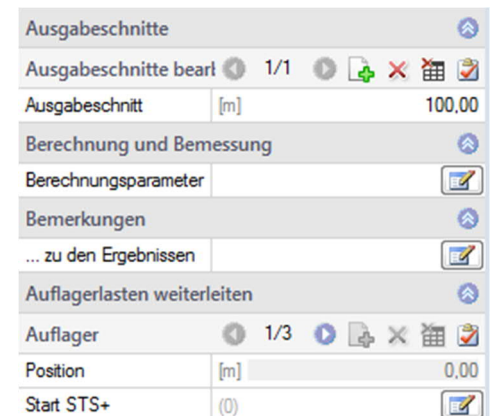 Ausgabeschnitte
Ausgabeschnitte bearl 1/1
Ausgabeschnitt [m] 100,00
Berechnung und Bemessung
Berechnungsparameter
Bemerkungen
... zu den Ergebnissen
Auflagerlasten weiterleiten
Auflager 1/3
Position [m] 0,00
Start STS+ (0)